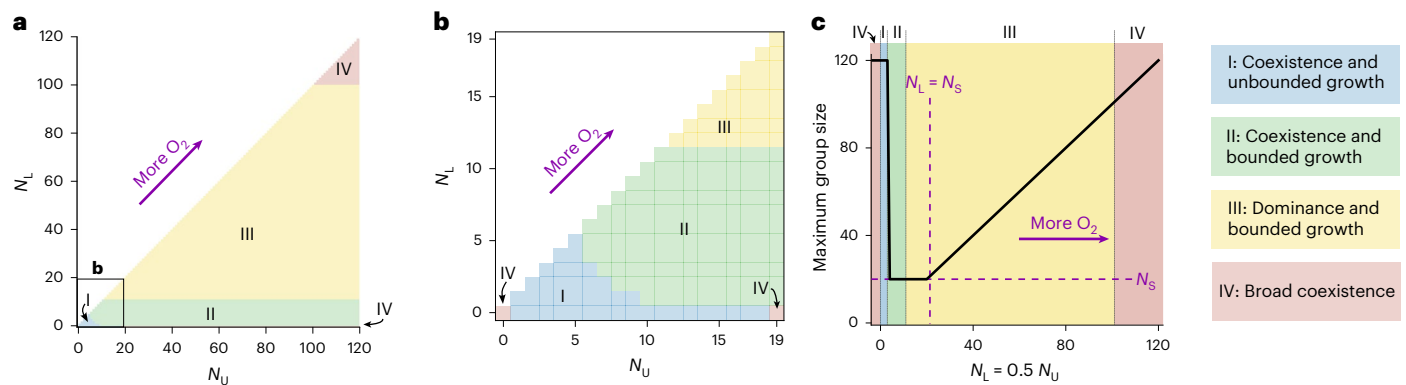 a
120
100
80
60
40
20
0
N_L
More O2
IV
III
b
I
II
IV
0
20
40
60
80
100
120
N_U
b
19
15
10
5
0
N_L
More O2
III
II
IV
I
IV
0
5
10
15
19
N_U
c
IV
I
II
III
IV
120
80
40
0
Maximum group size
N_L = N_S
More O2
N_S
0
40
80
120
N_L = 0.5 N_U
I: Coexistence and
unbounded growth
II: Coexistence and
bounded growth
III: Dominance and
bounded growth
IV: Broad coexistence